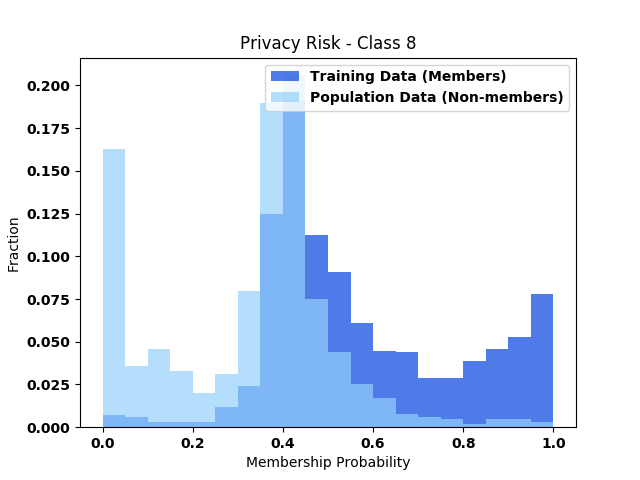 Privacy Risk - Class 8
Training Data (Members)
Population Data (Non-members)
0.200
0.175
0.150
0.125
0.100
0.075
0.050
0.025
0.000
Fraction
0.0 0.2 0.4 0.6 0.8 1.0
Membership Probability